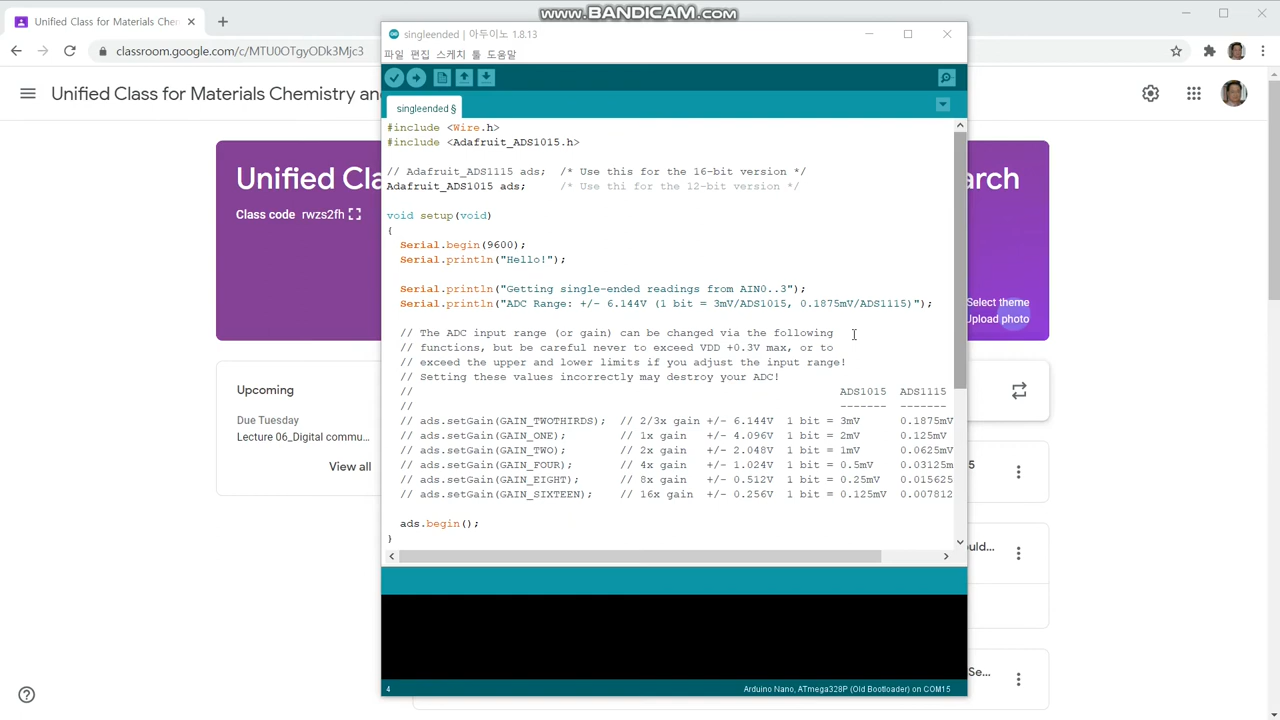 www.BANDICAM.com
Unified Class for Materials Chem
classroom.google.com/c/MTU0OTgyODk3Mjc3
Unified Class for Materials Chemistry an
singleended | 아두이노 1.8.13
파일 편집 스케치 툴 도움말
singleended §
#include <Wire.h>
#include <Adafruit_ADS1015.h>
// Adafruit_ADS1115 ads;  /* Use this for the 16-bit version */
Adafruit_ADS1015 ads;     /* Use thi for the 12-bit version */
void setup(void)
{
  Serial.begin(9600);
  Serial.println("Hello!");
  Serial.println("Getting single-ended readings from AIN0..3");
  Serial.println("ADC Range: +/- 6.144V (1 bit = 3mV/ADS1015, 0.1875mV/ADS1115)");
  // The ADC input range (or gain) can be changed via the following
  // functions, but be careful never to exceed VDD +0.3V max, or to
  // exceed the upper and lower limits if you adjust the input range!
  // Setting these values incorrectly may destroy your ADC!
  //                                                                ADS1015  ADS1115
  //                                                                -------  -------
  // ads.setGain(GAIN_TWOTHIRDS);  // 2/3x gain +/- 6.144V  1 bit = 3mV      0.1875mV
  // ads.setGain(GAIN_ONE);        // 1x gain   +/- 4.096V  1 bit = 2mV      0.125mV
  // ads.setGain(GAIN_TWO);        // 2x gain   +/- 2.048V  1 bit = 1mV      0.0625mV
  // ads.setGain(GAIN_FOUR);       // 4x gain   +/- 1.024V  1 bit = 0.5mV    0.03125m
  // ads.setGain(GAIN_EIGHT);      // 8x gain   +/- 0.512V  1 bit = 0.25mV   0.015625
  // ads.setGain(GAIN_SIXTEEN);    // 16x gain  +/- 0.256V  1 bit = 0.125mV  0.007812
  ads.begin();
}
4
Arduino Nano, ATmega328P (Old Bootloader) on COM15
Unified Cla
arch
Class code rwzs2fh
Select theme
Upload photo
Upcoming
Due Tuesday
Lecture 06_Digital commu...
View all
5
ould...
Se...